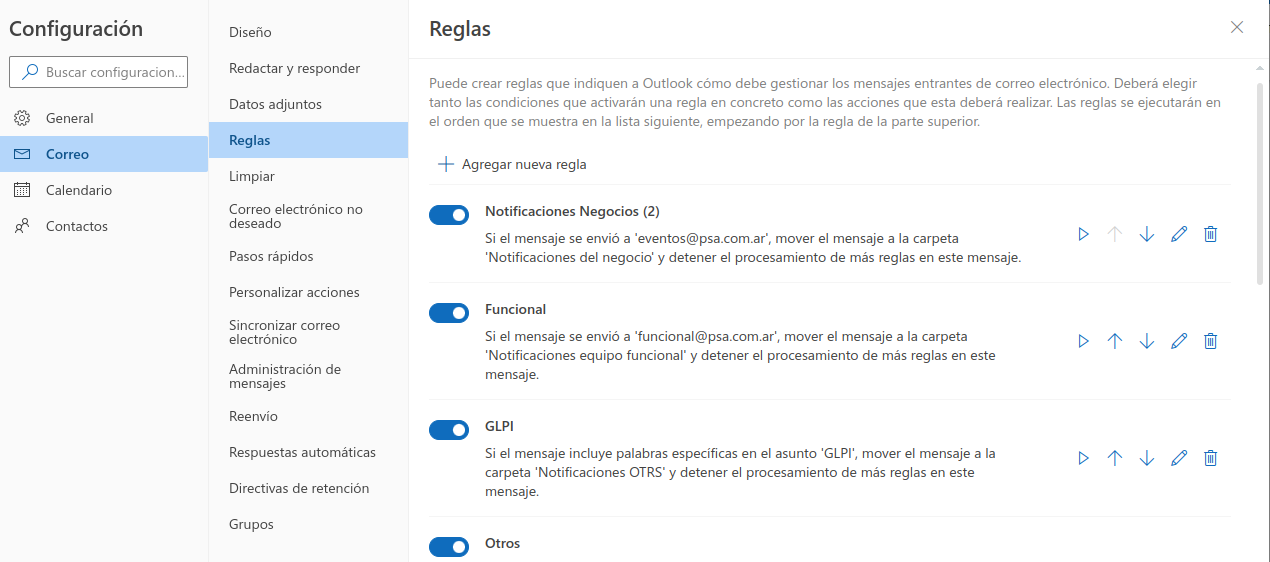 Configuración
Buscar configuracion...
General
Correo
Calendario
Contactos
Diseño
Redactar y responder
Datos adjuntos
Reglas
Limpiar
Correo electrónico no
deseado
Pasos rápidos
Personalizar acciones
Sincronizar correo
electrónico
Administración de
mensajes
Reenvío
Respuestas automáticas
Directivas de retención
Grupos
Reglas
Puede crear reglas que indiquen a Outlook cómo debe gestionar los mensajes entrantes de correo electrónico. Deberá elegir
tanto las condiciones que activarán una regla en concreto como las acciones que esta deberá realizar. Las reglas se ejecutarán en
el orden que se muestra en la lista siguiente, empezando por la regla de la parte superior.
Agregar nueva regla
Notificaciones Negocios (2)
Si el mensaje se envió a 'eventos@psa.com.ar', mover el mensaje a la carpeta
'Notificaciones del negocio' y detener el procesamiento de más reglas en este mensaje.
Funcional
Si el mensaje se envió a 'funcional@psa.com.ar', mover el mensaje a la carpeta
'Notificaciones equipo funcional' y detener el procesamiento de más reglas en este
mensaje.
GLPI
Si el mensaje incluye palabras específicas en el asunto 'GLPI', mover el mensaje a la
carpeta 'Notificaciones OTRS' y detener el procesamiento de más reglas en este
mensaje.
Otros